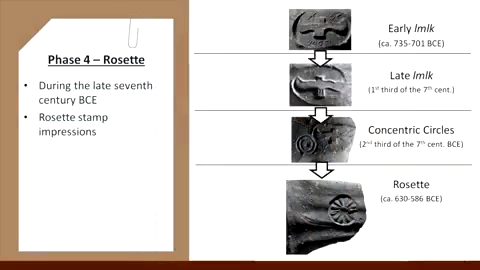 Phase 4 – Rosette
• During the late seventh
century BCE
• Rosette stamp
impressions
Early lmlk
(ca. 735-701 BCE)
Late lmlk
(1st third of the 7th cent.)
Concentric Circles
(2nd third of the 7th cent. BCE)
Rosette
(ca. 630-586 BCE)